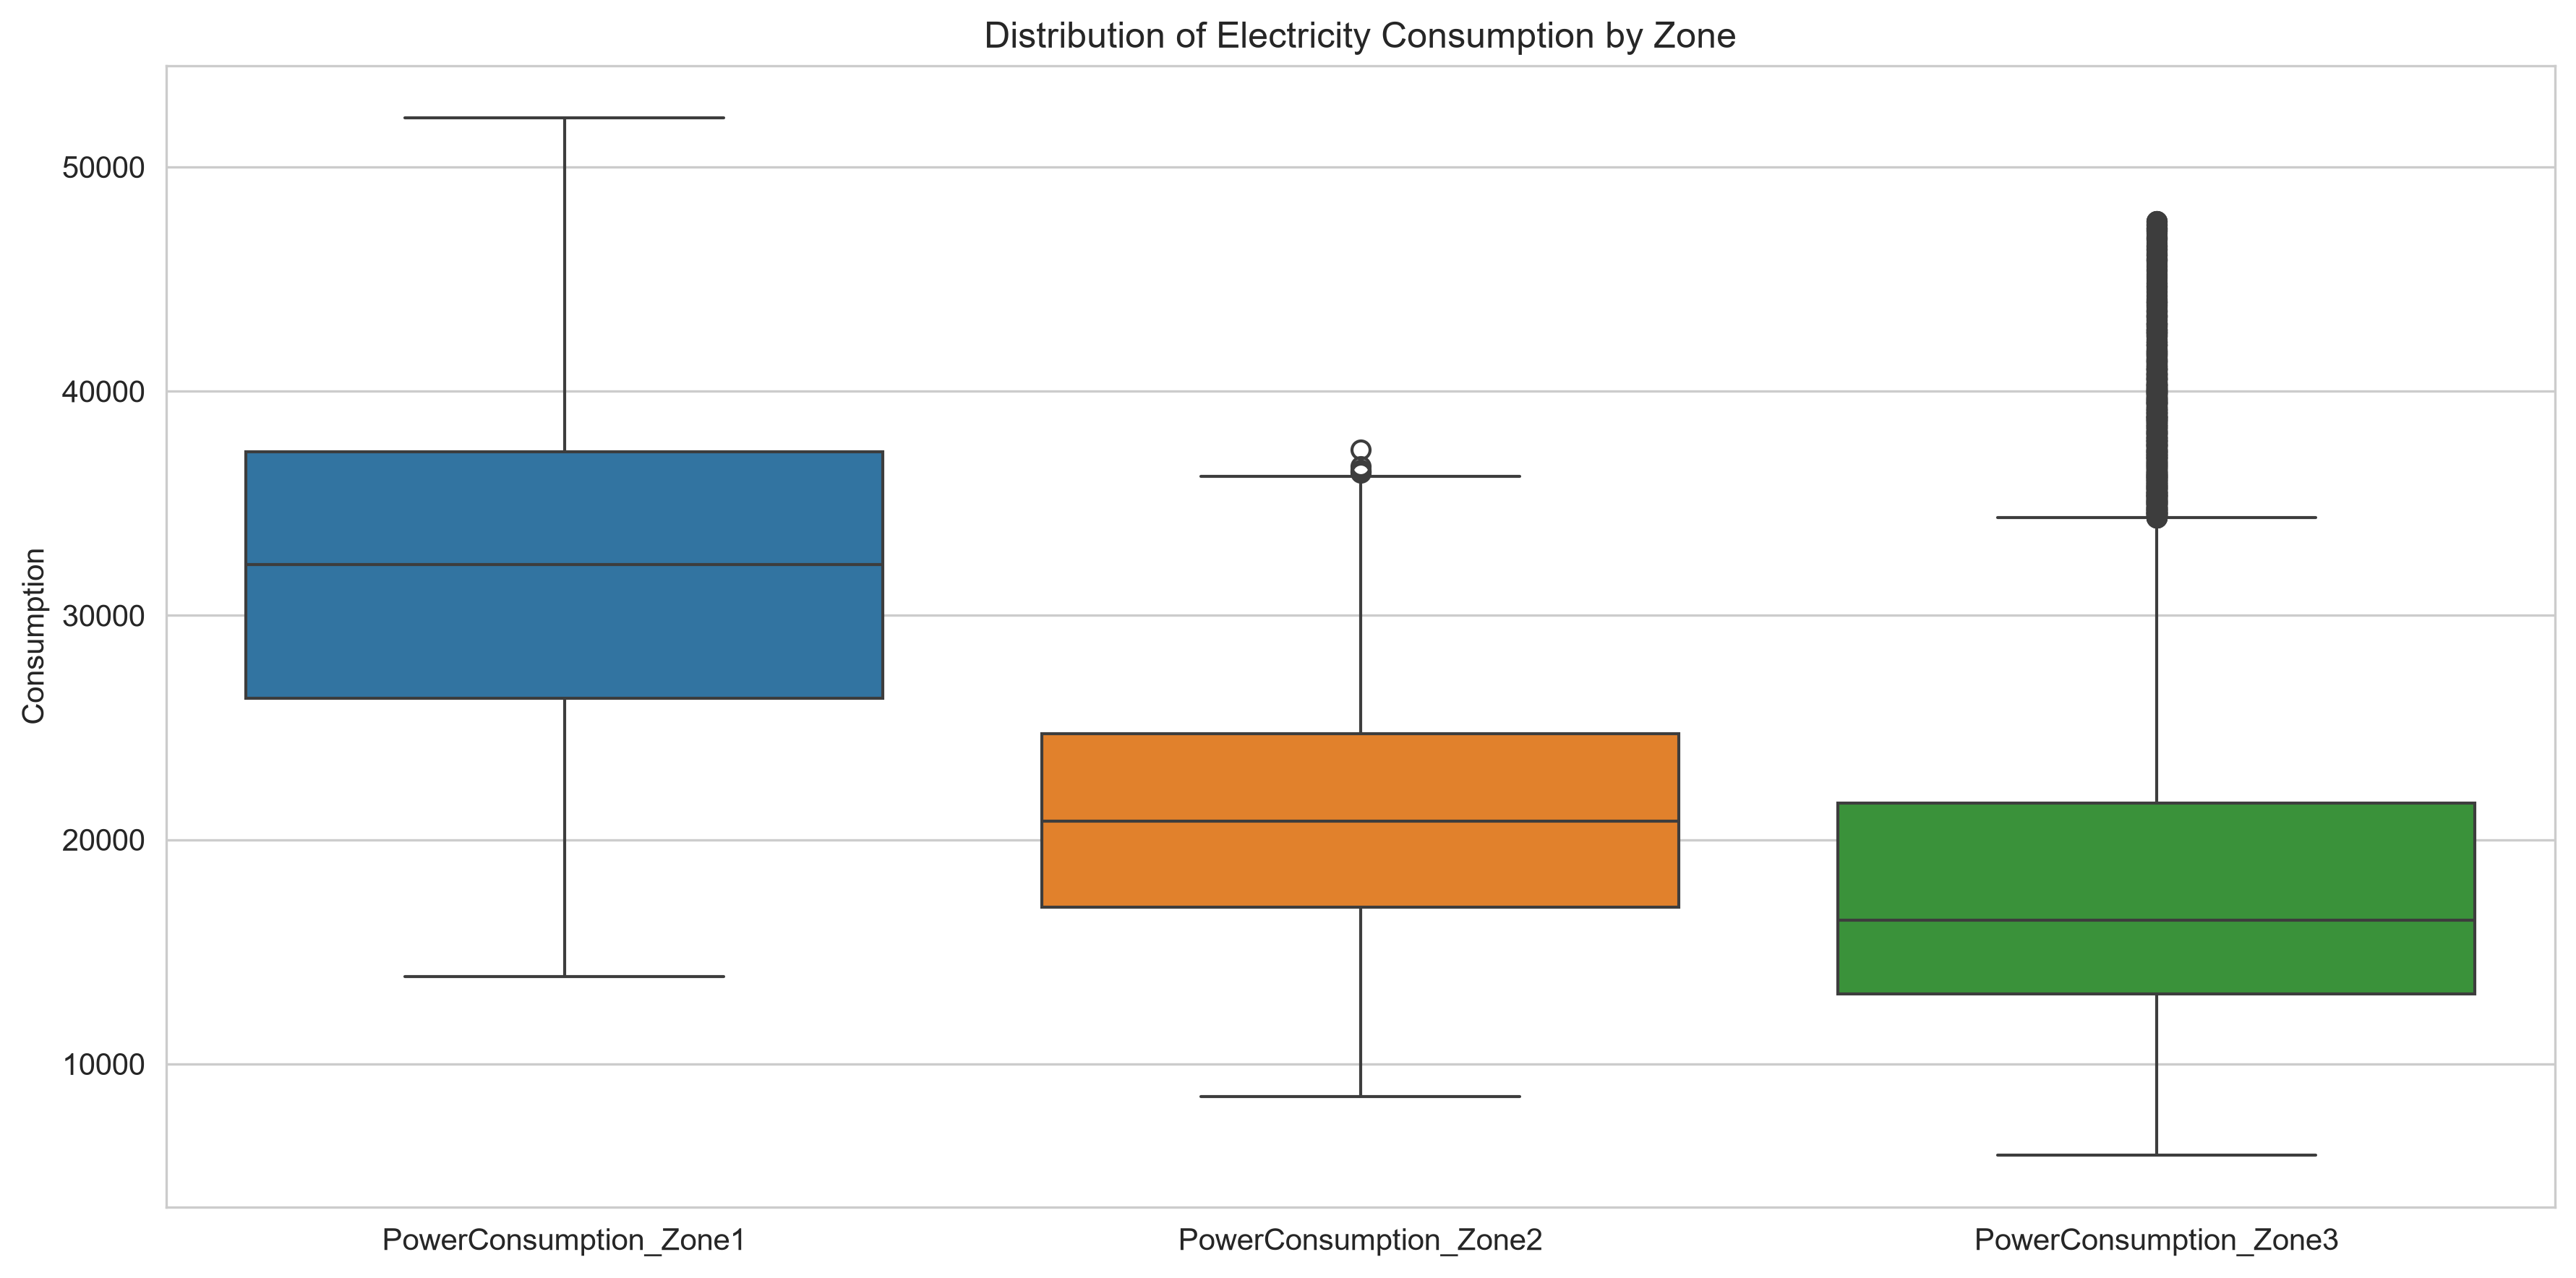 Distribution of Electricity Consumption by Zone
Consumption
50000
40000
30000
20000
10000
PowerConsumption_Zone1
PowerConsumption_Zone2
PowerConsumption_Zone3